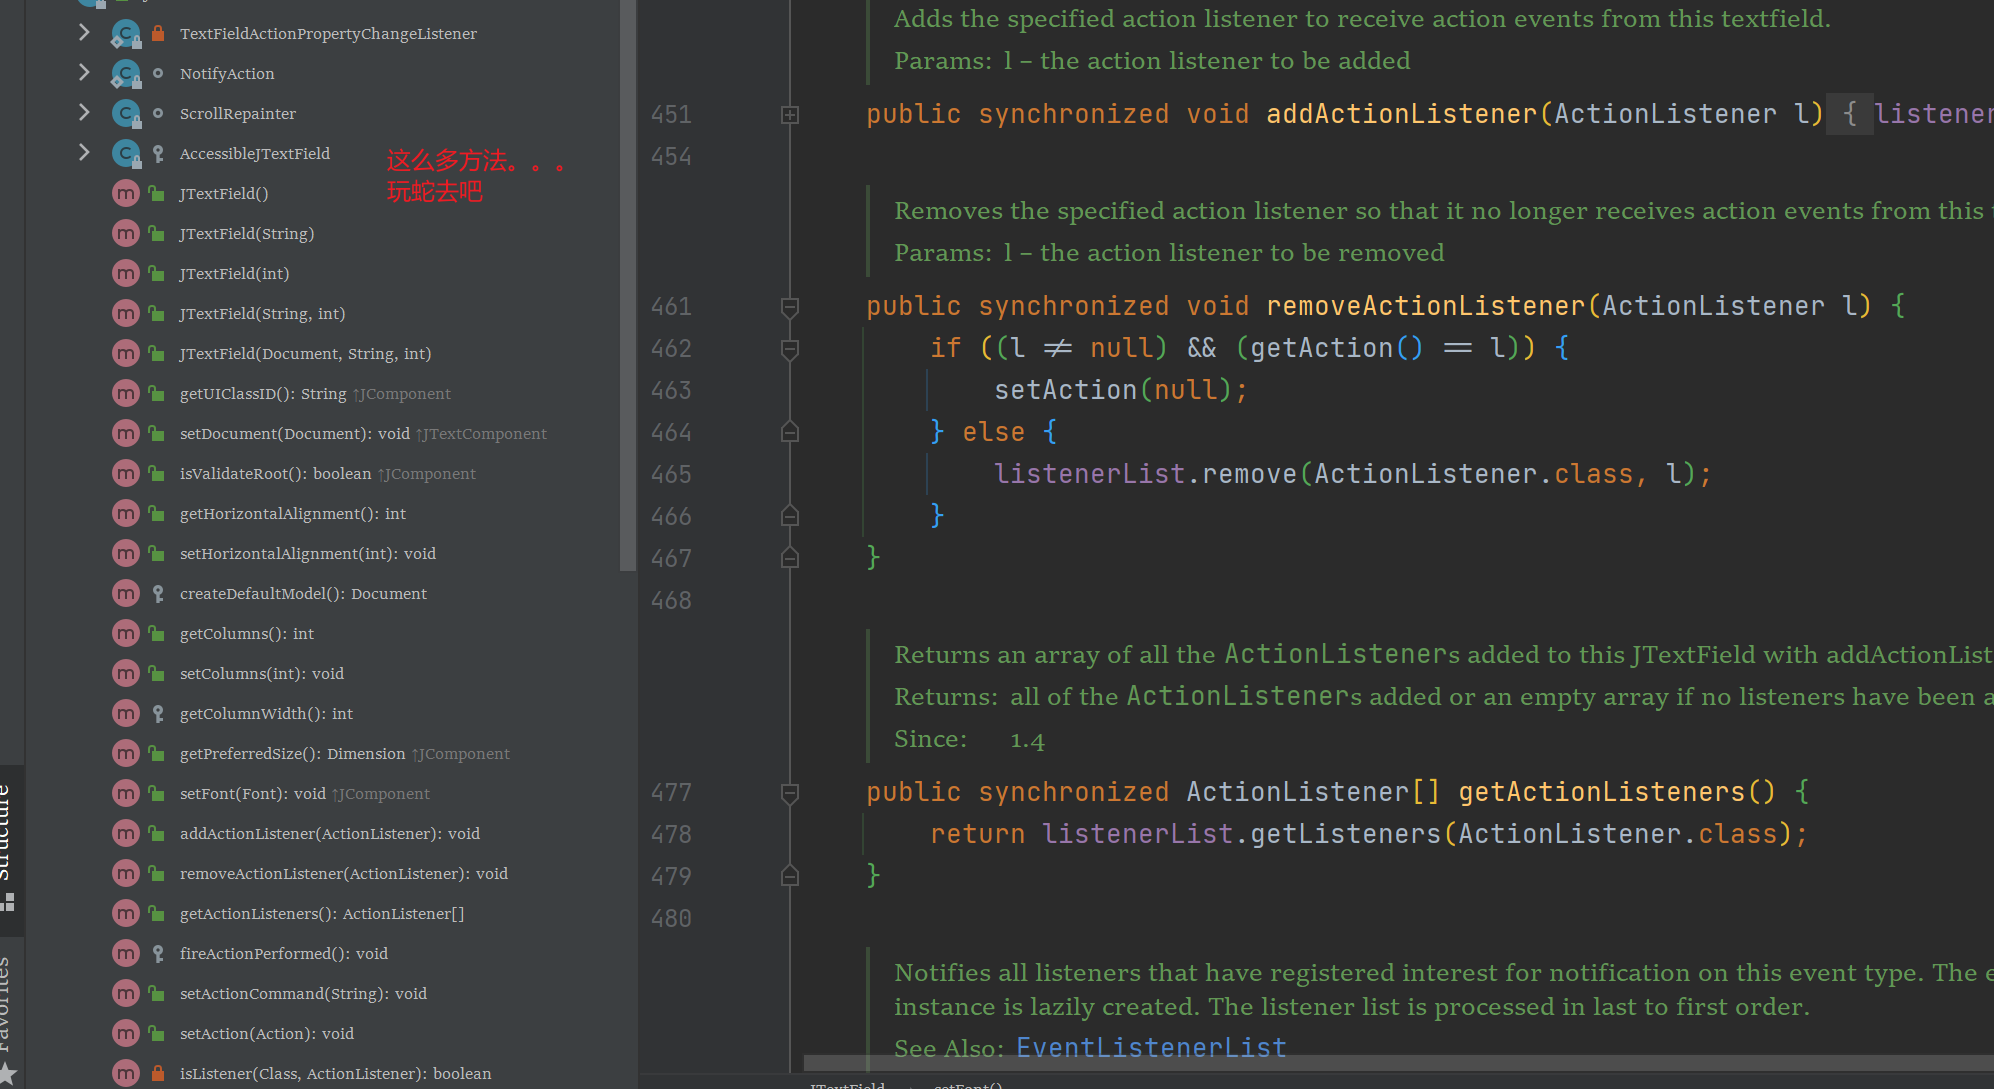 TextFieldActionPropertyChangeListener
NotifyAction
ScrollRepainter
AccessibleJTextField
这么多方法。。。
玩蛇去吧
JTextField()
JTextField(String)
JTextField(int)
JTextField(String, int)
JTextField(Document, String, int)
getUIClassID(): String ↑JComponent
setDocument(Document): void ↑JTextComponent
isValidateRoot(): boolean ↑JComponent
getHorizontalAlignment(): int
setHorizontalAlignment(int): void
createDefaultModel(): Document
getColumns(): int
setColumns(int): void
getColumnWidth(): int
getPreferredSize(): Dimension ↑JComponent
setFont(Font): void ↑JComponent
addActionListener(ActionListener): void
removeActionListener(ActionListener): void
getActionListeners(): ActionListener[]
fireActionPerformed(): void
setActionCommand(String): void
setAction(Action): void
isListener(Class, ActionListener): boolean
Structure
Favorites
Adds the specified action listener to receive action events from this textfield.
Params: l – the action listener to be added
451 public synchronized void addActionListener(ActionListener l) { listener
454
Removes the specified action listener so that it no longer receives action events from this
Params: l – the action listener to be removed
461 public synchronized void removeActionListener(ActionListener l) {
462 if ((l ≠ null) && (getAction() == l)) {
463 setAction(null);
464 } else {
465 listenerList.remove(ActionListener.class, l);
466 }
467 }
468
Returns an array of all the ActionListeners added to this JTextField with addActionList
Returns: all of the ActionListeners added or an empty array if no listeners have been a
Since: 1.4
477 public synchronized ActionListener[] getActionListeners() {
478 return listenerList.getListeners(ActionListener.class);
479 }
480
Notifies all listeners that have registered interest for notification on this event type. The e
instance is lazily created. The listener list is processed in last to first order.
See Also: EventListenerList
JTextField setFont()